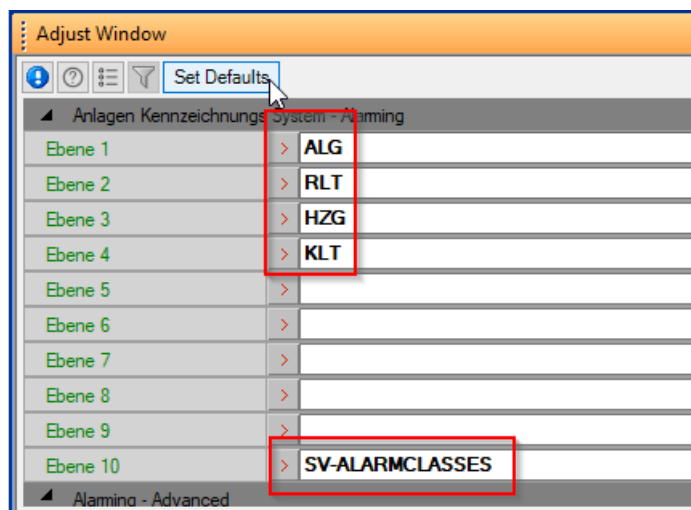 Adjust Window
Set Defaults
Anlagen Kennzeichnungs System - Alarming
Ebene 1 > ALG
Ebene 2 > RLT
Ebene 3 > HZG
Ebene 4 > KLT
Ebene 5 >
Ebene 6 >
Ebene 7 >
Ebene 8 >
Ebene 9 >
Ebene 10 > SV-ALARMCLASSES
Alarming - Advanced